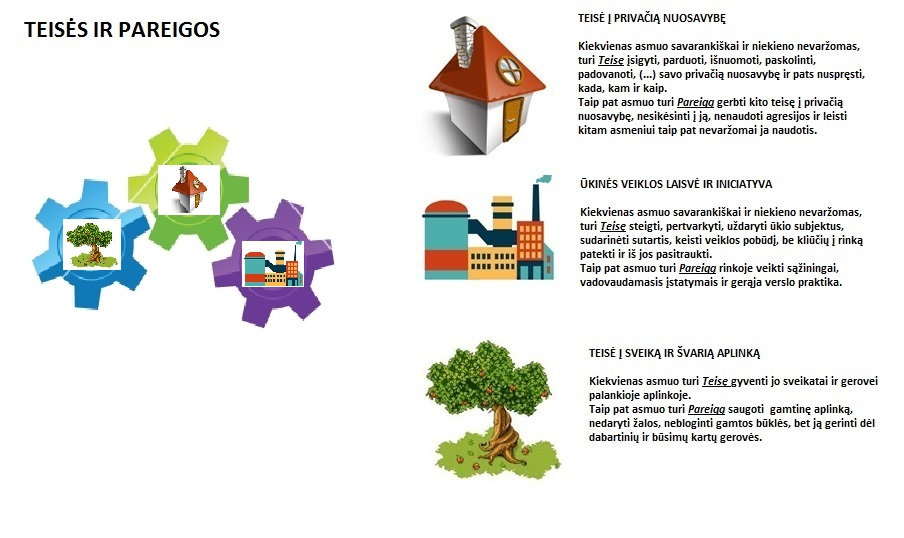 TEISĖS IR PAREIGOS
TEISĖ Į PRIVAČIĄ NUOSAVYBĘ
Kiekvienas asmuo savarankiškai ir niekieno nevaržomas,
turi Teisę įsigyti, parduoti, išnuomoti, paskolinti,
padovanoti, (...) savo privačią nuosavybę ir pats nuspręsti,
kada, kam ir kaip.
Taip pat asmuo turi Pareigą gerbti kito teisę į privačią
nuosavybę, nesikėsinti į ją, nenaudoti agresijos ir leisti
kitam asmeniui taip pat nevaržomai ja naudotis.
ŪKINĖS VEIKLOS LAISVĖ IR INICIATYVA
Kiekvienas asmuo savarankiškai ir niekieno nevaržomas,
turi Teisę steigti, pertvarkyti, uždaryti ūkio subjektus,
sudarinėti sutartis, keisti veiklos pobūdį, be kliūčių į rinką
patekti ir iš jos pasitraukti.
Taip pat asmuo turi Pareigą rinkoje veikti sąžiningai,
vadovaudamasis įstatymais ir gerąja verslo praktika.
TEISĖ Į SVEIKĄ IR ŠVARIĄ APLINKĄ
Kiekvienas asmuo turi Teisę gyventi jo sveikatai ir gerovei
palankioje aplinkoje.
Taip pat asmuo turi Pareigą saugoti gamtinę aplinką,
nedaryti žalos, nebloginti gamtos būklės, bet ją gerinti dėl
dabartinių ir būsimų kartų gerovės.